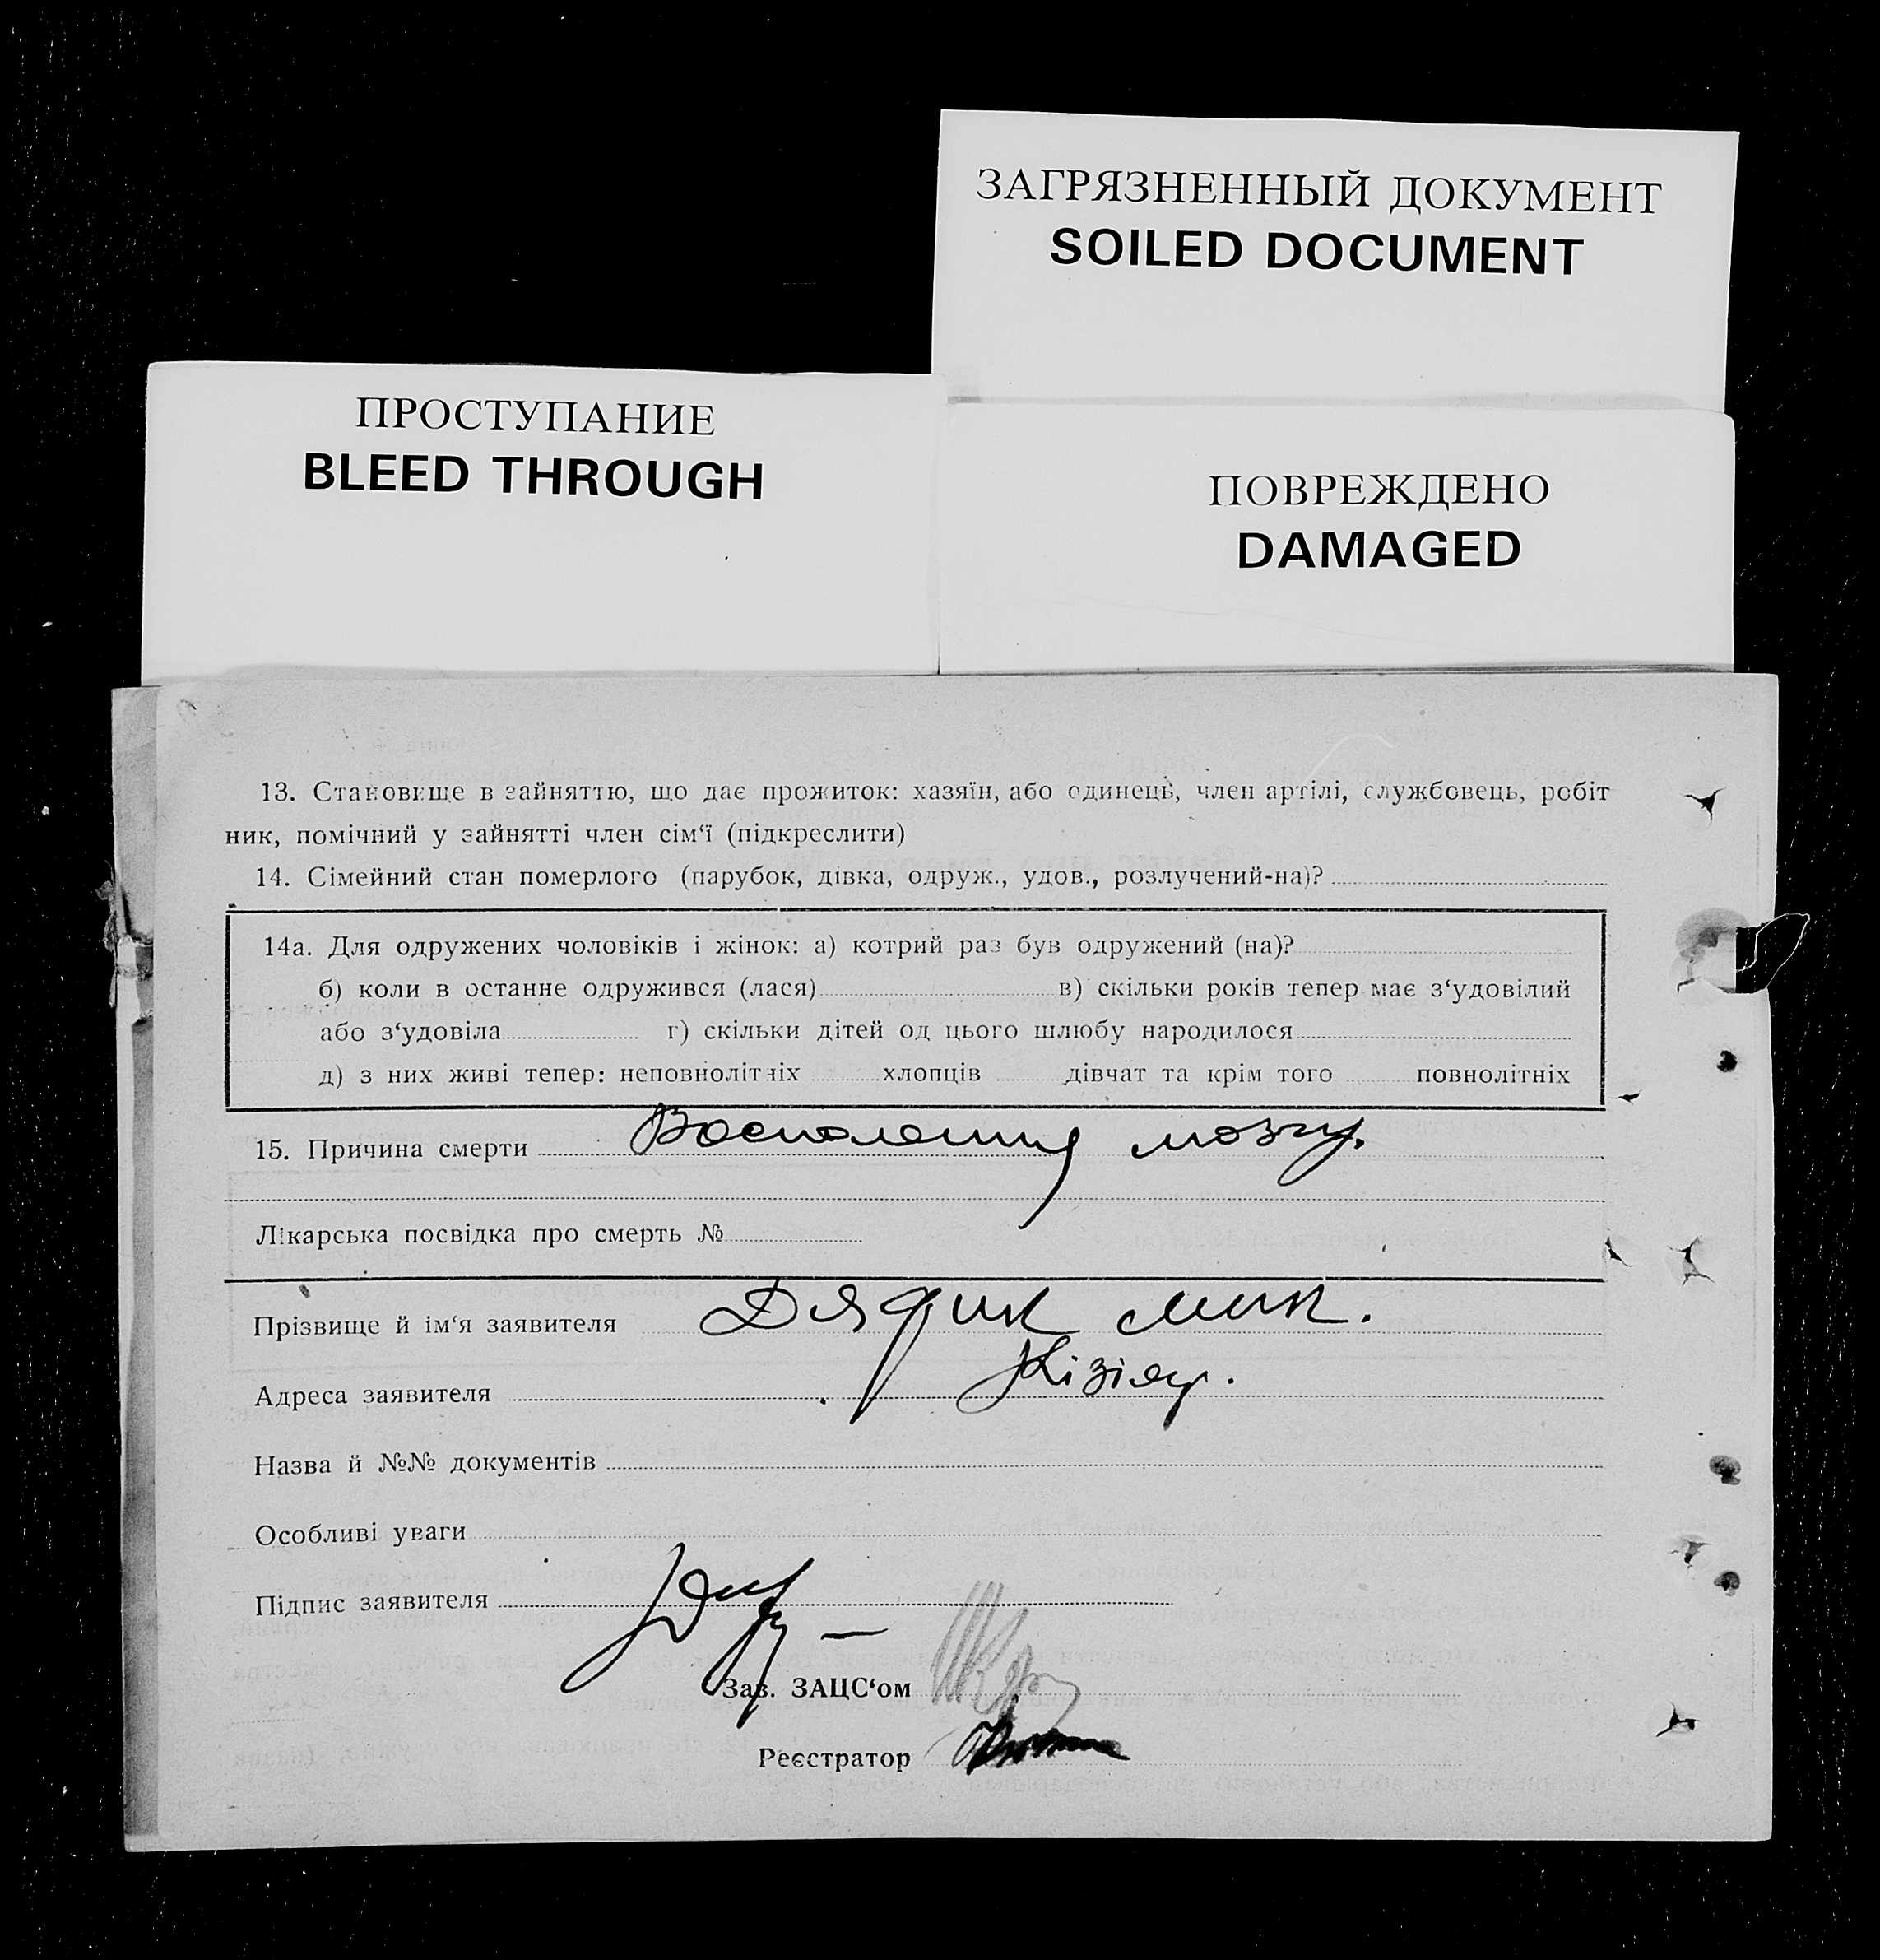 ЗАГРЯЗНЕННЫЙ ДОКУМЕНТ
SOILED DOCUMENT
ПРОСТУПАНИЕ
BLEED THROUGH
ПОВРЕЖДЕНО
DAMAGED
13. Становище в зайняттю, що дає прожиток: хазяїн, або одинець, член артілі, службовець, робіт
ник, помічний у зайнятті член сім‘ї (підкреслити)
14. Сімейний стан померлого (парубок, дівка, одруж., удов., розлучений-на)?
14а. Для одружених чоловіків і жінок: а) котрий раз був одружений (на)?
б) коли в останне одружився (лася) в) скільки років тепер має з‘удовілий
або з‘удовіла г) скільки дітей од цього шлюбу народилося
д) з них живі тепер: неповнолітніх хлопців дівчат та крім того повнолітніх
15. Причина смерти Воспаления мозгу.
Лікарська посвідка про смерть №
Прізвище й ім‘я заявителя Дядик Мик.
Адреса заявителя
Назва й №№ документів
Особливі уваги
Підпис заявителя
Зав. ЗАЦС‘ом
Реєстратор